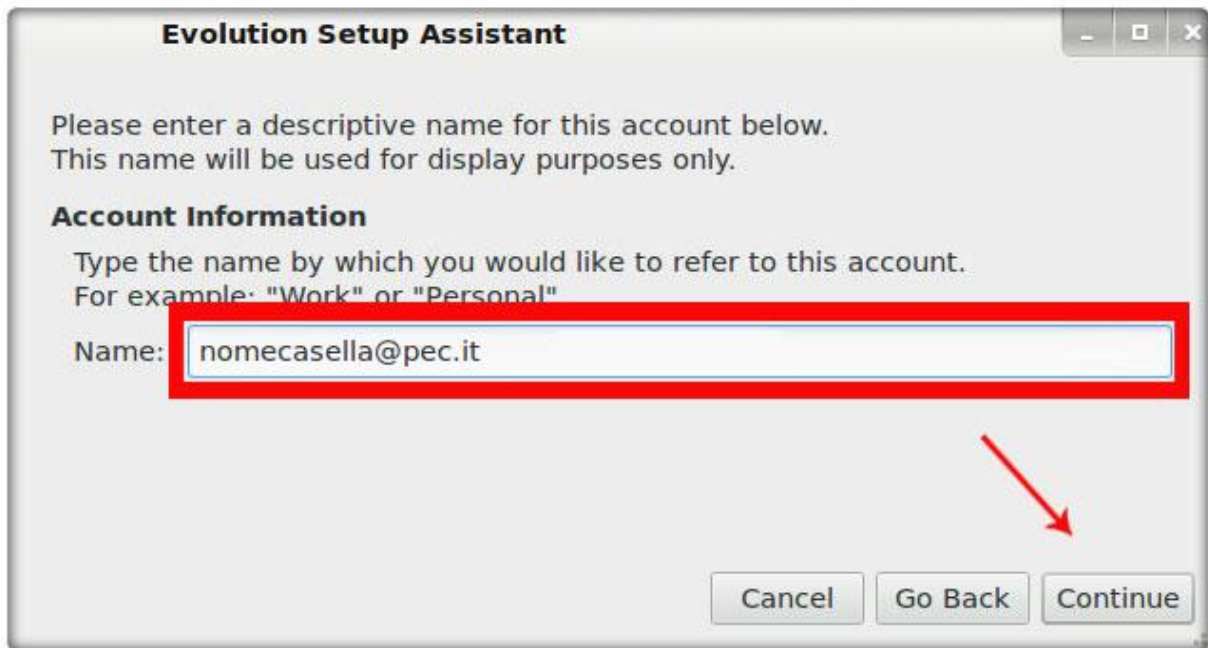 Evolution Setup Assistant
Please enter a descriptive name for this account below.
This name will be used for display purposes only.
Account Information
Type the name by which you would like to refer to this account.
For example: "Work" or "Personal"
Name: nomecasella@pec.it
Cancel Go Back Continue